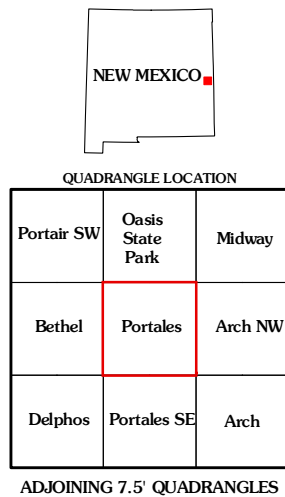 NEW MEXICO
QUADRANGLE LOCATION
Portair SW
Oasis
State
Park
Midway
Bethel
Portales
Arch NW
Delphos
Portales SE
Arch
ADJOINING 7.5' QUADRANGLES